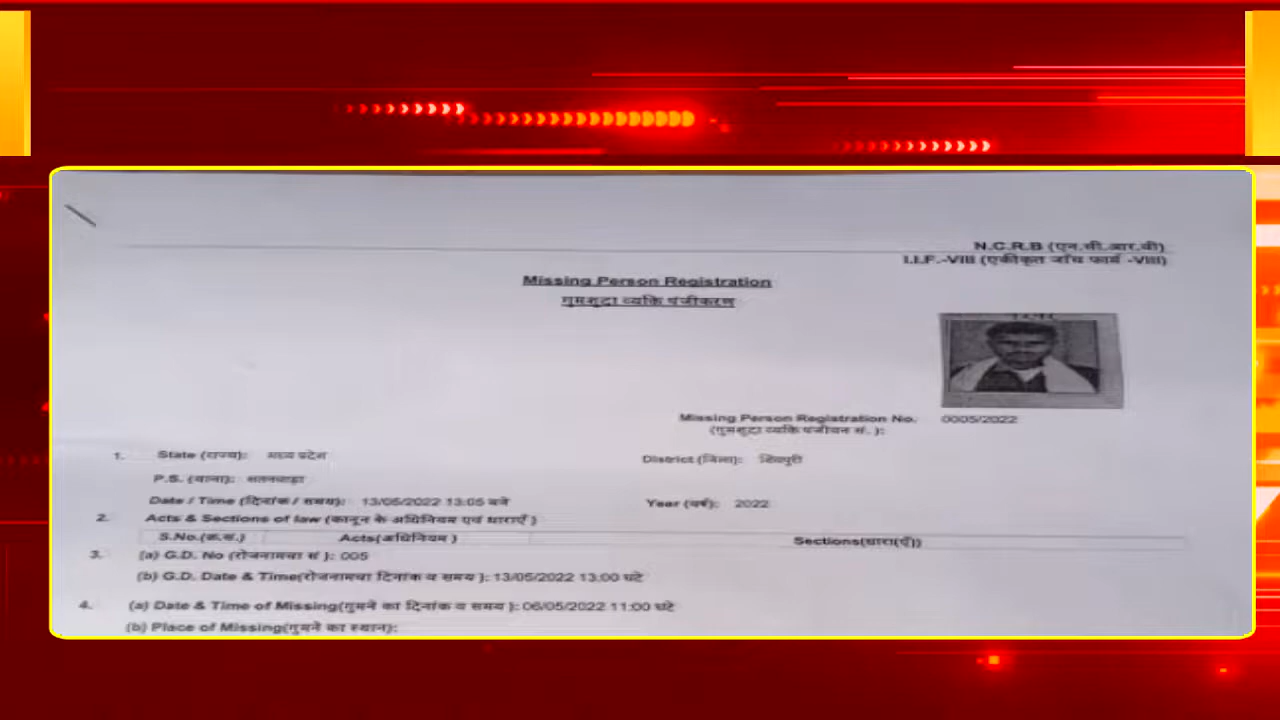 N.C.R.B (एन.सी.आर.बी)
I.I.F.-VIII (एकीकृत जाँच फार्म -VIII)
Missing Person Registration
गुमशुदा व्यक्ति पंजीकरण
Missing Person Registration No. 0005/2022
(गुमशुदा व्यक्ति पंजीयन सं. ):
1. State (राज्य): मध्य प्रदेश District (जिला): शिवपुरी
P.S. (थाना): सतनवाड़ा
Date / Time (दिनांक / समय): 13/05/2022 13:05 बजे Year (वर्ष): 2022
2. Acts & Sections of law (कानून के अधिनियम एवं धाराएँ )
S.No.(क्र.सं.) Acts(अधिनियम ) Sections(धारा(एँ))
3. (a) G.D. No (रोजनामचा सं ): 005
(b) G.D. Date & Time(रोजनामचा दिनांक व समय ): 13/05/2022 13:00 घंटे
4. (a) Date & Time of Missing(गुमने का दिनांक व समय ): 06/05/2022 11:00 घंटे
(b) Place of Missing(गुमने का स्थान):